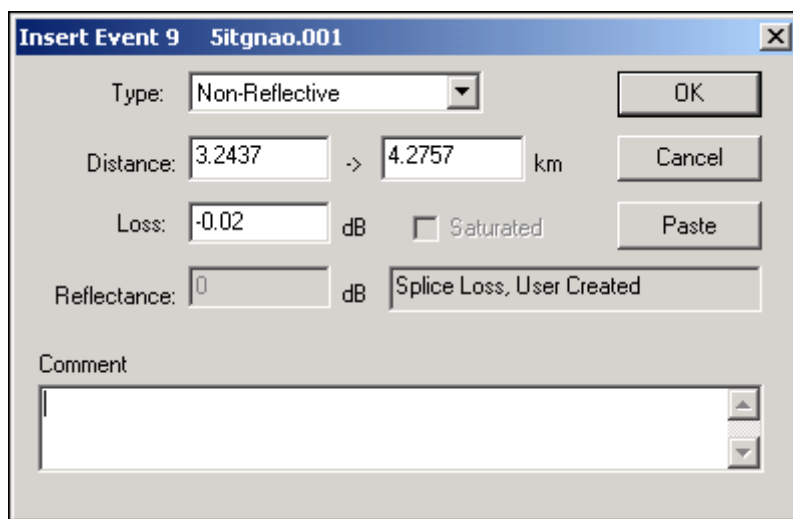 Insert Event 9 5itgnao.001
Type: Non-Reflective OK
Distance: 3.2437 -> 4.2757 km Cancel
Loss: -0.02 dB Saturated Paste
Reflectance: 0 dB Splice Loss, User Created
Comment